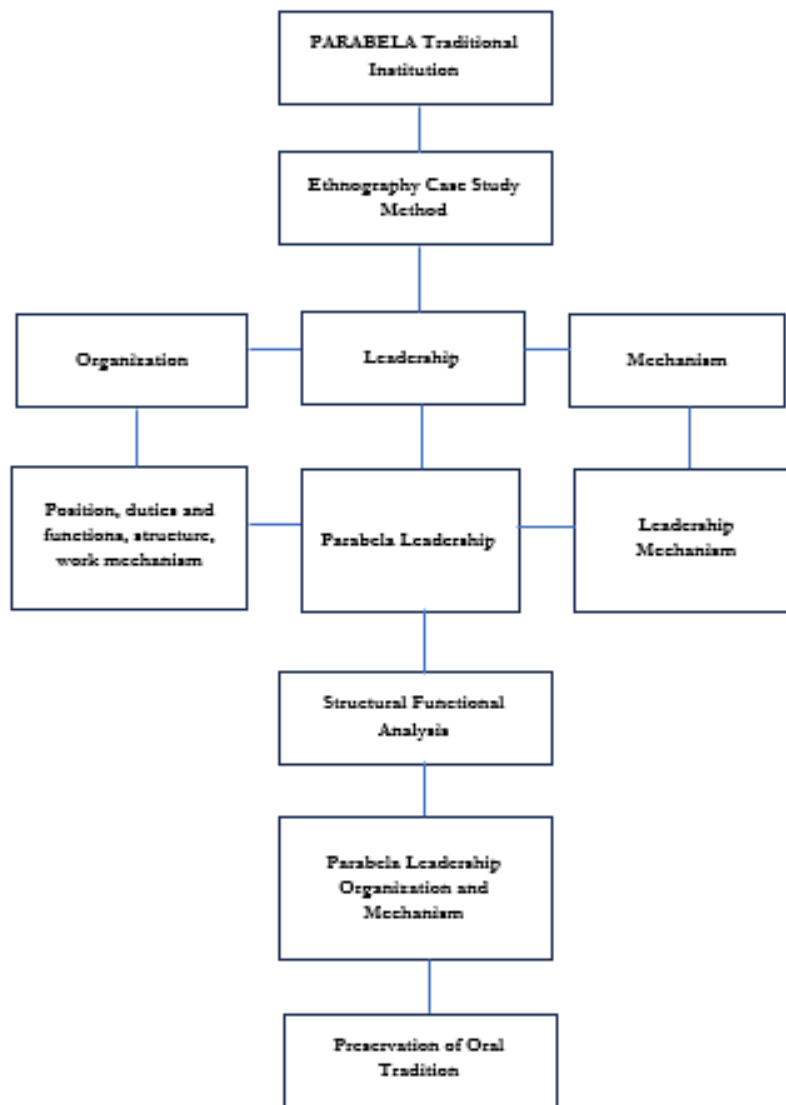 PARABELA Traditional
Institution
Ethnography Case Study
Method
Organization
Leadership
Mechanism
Position, duties and
functions, structure,
work mechanism
Parabela Leadership
Leadership
Mechanism
Structural Functional
Analysis
Parabela Leadership
Organization and
Mechanism
Preservation of Oral
Tradition